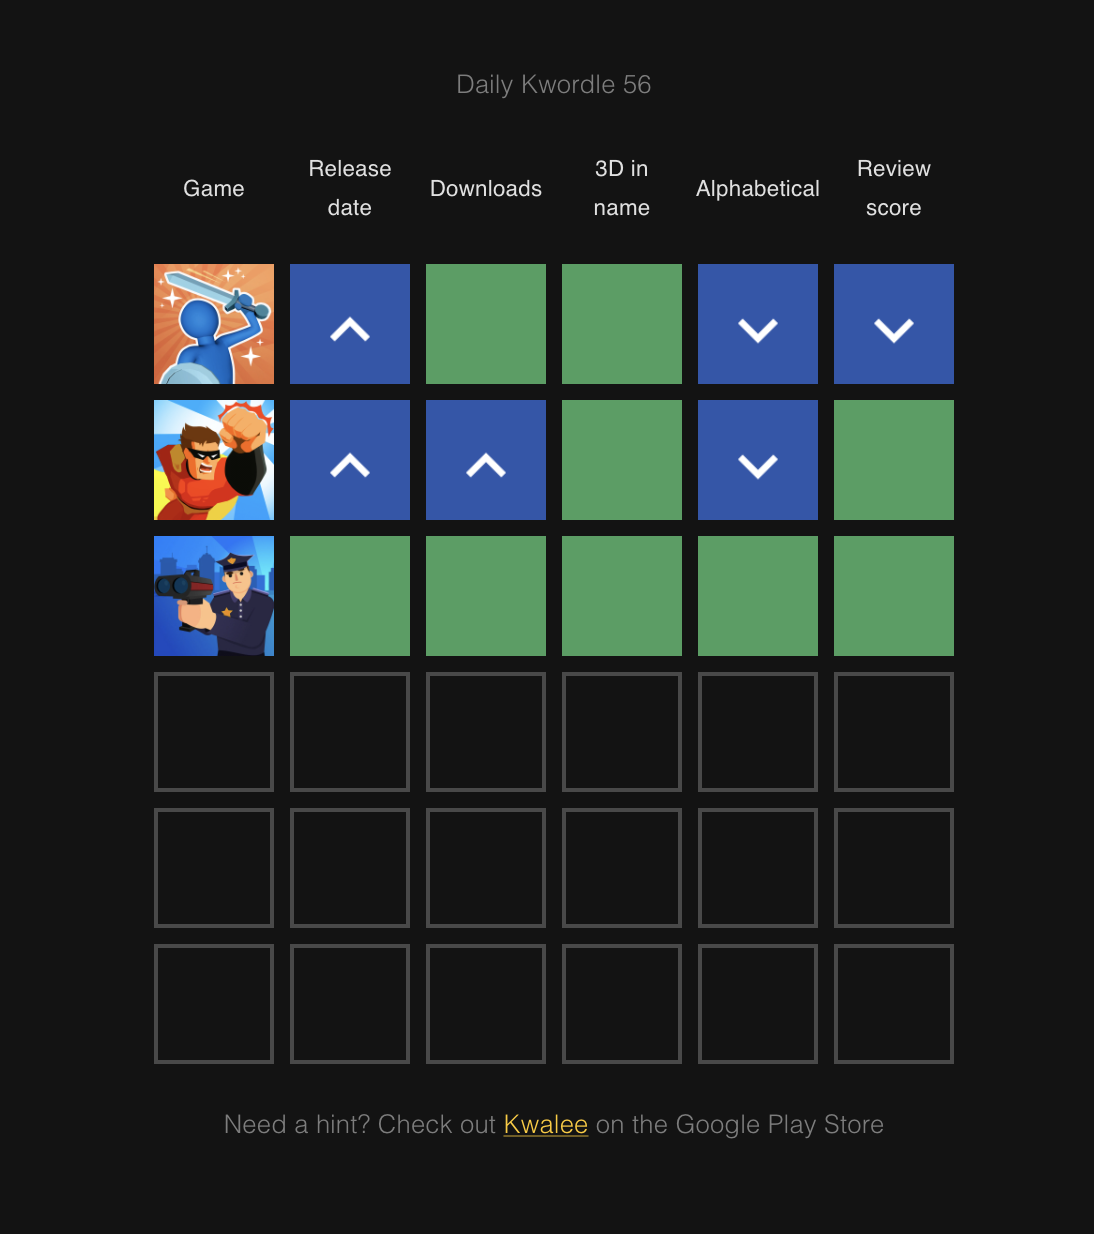 Daily Kwordle 56
Game
Release
date
Downloads
3D in
name
Alphabetical
Review
score
Need a hint? Check out Kwalee on the Google Play Store